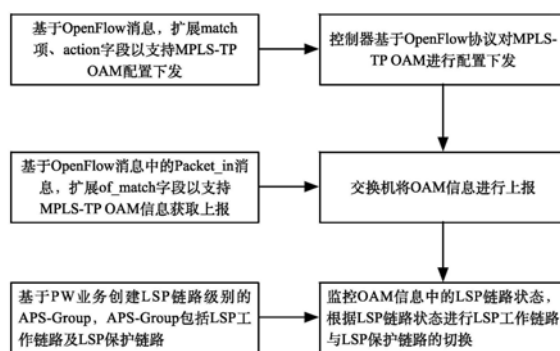 基于OpenFlow消息，扩展match
项、action字段以支持MPLS-TP
OAM配置下发
控制器基于OpenFlow协议对MPLS-
TP OAM进行配置下发
基于OpenFlow消息中的Packet_in消
息，扩展of_match字段以支持
MPLS-TP OAM信息获取上报
交换机将OAM信息进行上报
基于PW业务创建LSP链路级别的
APS-Group，APS-Group包括LSP工
作链路及LSP保护链路
监控OAM信息中的LSP链路状态，
根据LSP链路状态进行LSP工作链路
与LSP保护链路的切换